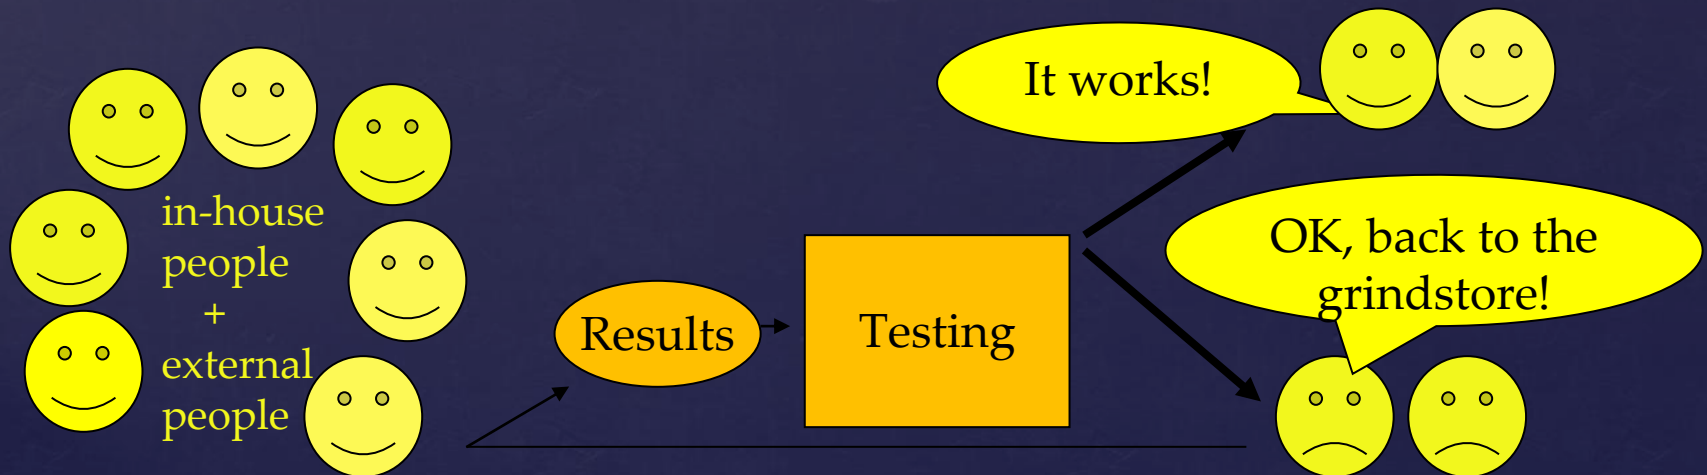 in-house
people
+
external
people
Results
Testing
It works!
OK, back to the
grindstore!